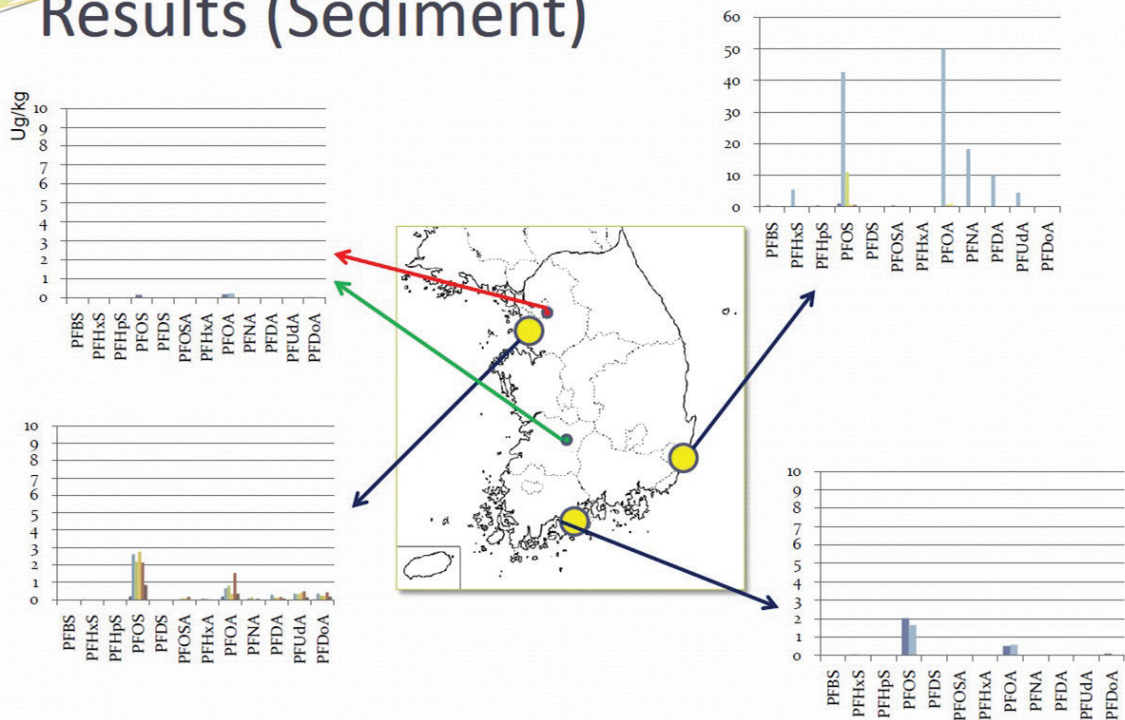 Results (Sediment)
Ug/kg
10
9
8
7
6
5
4
3
2
1
0
PFBS
PFHxS
PFHpS
PFOS
PFDS
PFOSA
PFHxA
PFOA
PFNA
PFDA
PFUdA
PFDoA
60
50
40
30
20
10
0
PFBS
PFHxS
PFHpS
PFOS
PFDS
PFOSA
PFHxA
PFOA
PFNA
PFDA
PFUdA
PFDoA
10
9
8
7
6
5
4
3
2
1
0
PFBS
PFHxS
PFHpS
PFOS
PFDS
PFOSA
PFHxA
PFOA
PFNA
PFDA
PFUdA
PFDoA
10
9
8
7
6
5
4
3
2
1
0
PFBS
PFHxS
PFHpS
PFOS
PFDS
PFOSA
PFHxA
PFOA
PFNA
PFDA
PFUdA
PFDoA